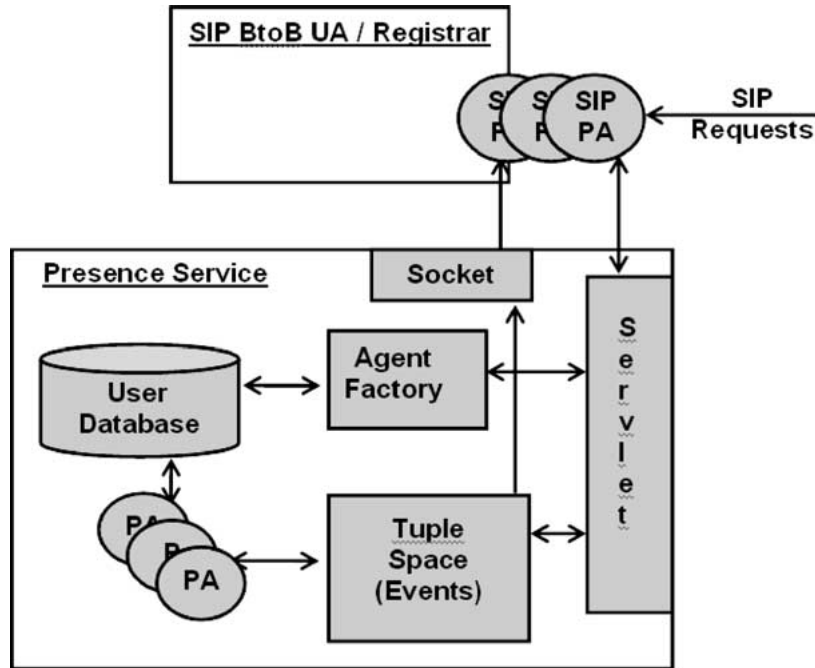 SIP BtoB UA / Registrar
SIP
PA
SIP
Requests
Presence Service
Socket
User
Database
Agent
Factory
Servlet
Tuple
Space
(Events)
PA
P
PA